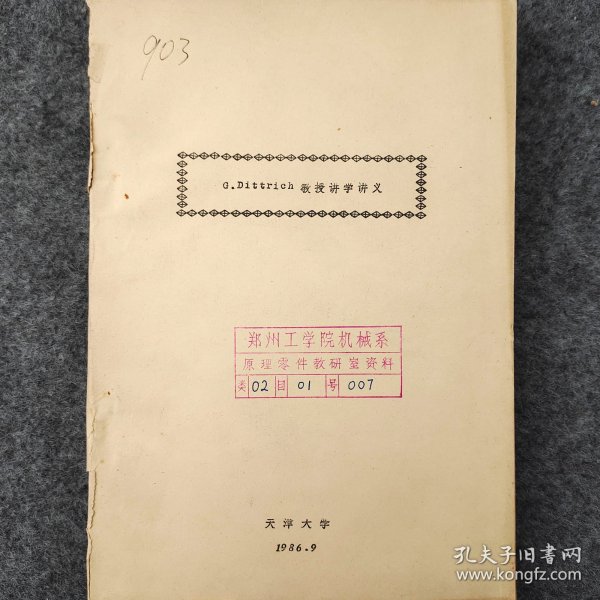 903
G.Dittrich 教授讲学讲义
郑州工学院机械系
原理零件教研室资料
类 02 目 01 号 007
天津大学
1986.9
孔夫子旧书网
www.kongfz.com